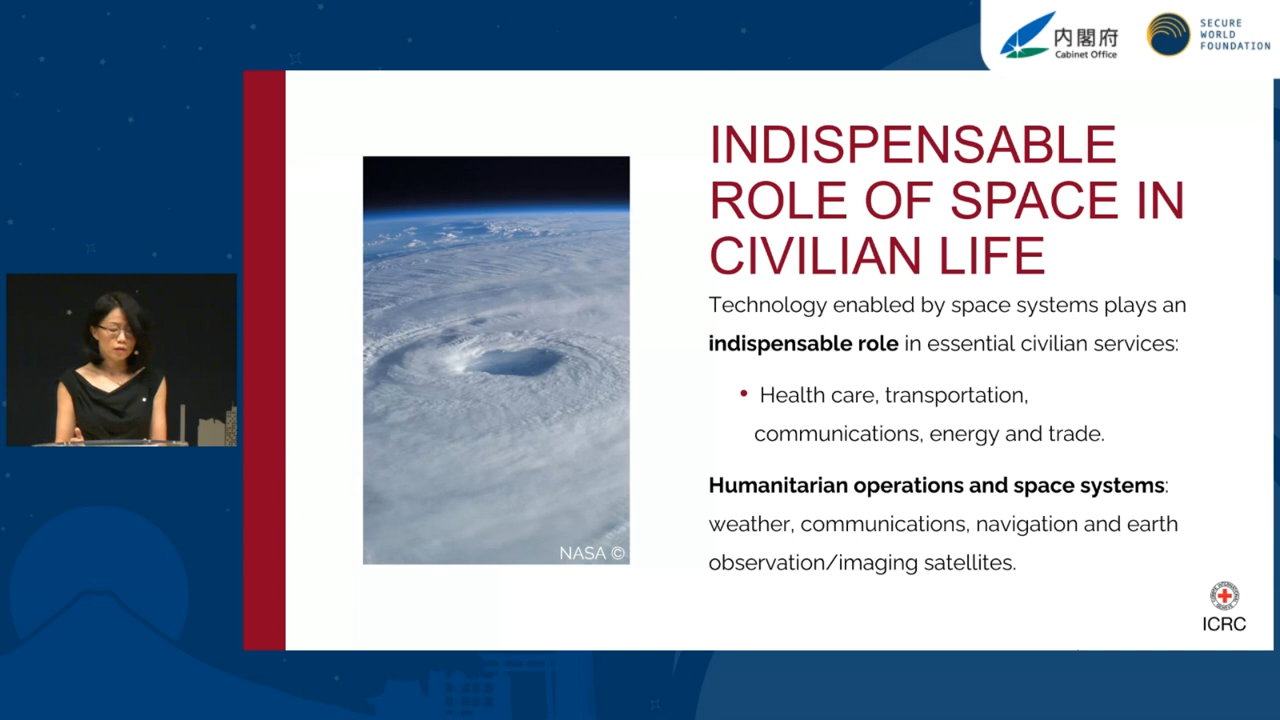 内閣府
Cabinet Office
SECURE
WORLD
FOUNDATION
INDISPENSABLE
ROLE OF SPACE IN
CIVILIAN LIFE
Technology enabled by space systems plays an
indispensable role in essential civilian services:
• Health care, transportation,
communications, energy and trade.
Humanitarian operations and space systems:
weather, communications, navigation and earth
observation/imaging satellites.
NASA ©
ICRC